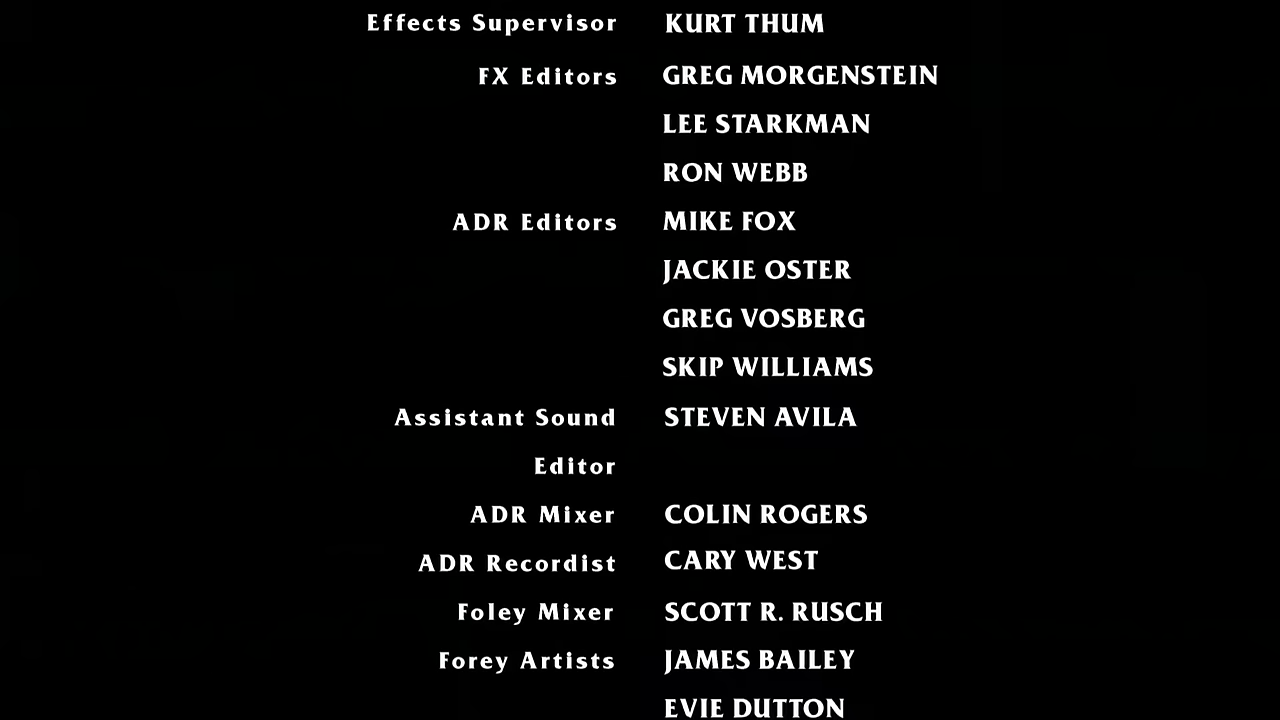 Effects Supervisor KURT THUM
FX Editors GREG MORGENSTEIN
LEE STARKMAN
RON WEBB
ADR Editors MIKE FOX
JACKIE OSTER
GREG VOSBERG
SKIP WILLIAMS
Assistant Sound STEVEN AVILA
Editor
ADR Mixer COLIN ROGERS
ADR Recordist CARY WEST
Foley Mixer SCOTT R. RUSCH
Forey Artists JAMES BAILEY
EVIE DUTTON